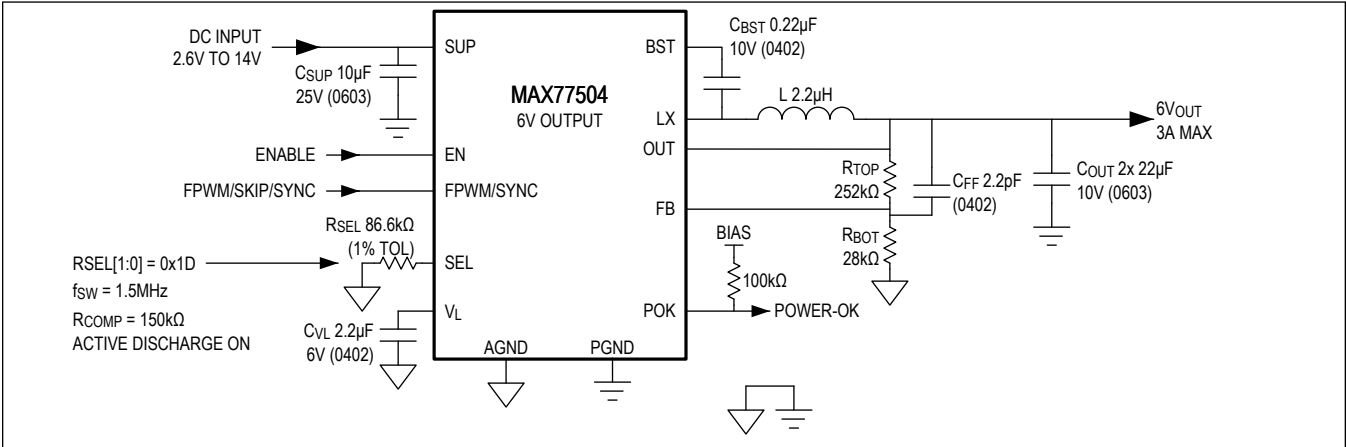 DC INPUT
2.6V TO 14V
CSUP 10µF
25V (0603)
ENABLE
FPWM/SKIP/SYNC
RSEL 86.6kΩ
(1% TOL)
RSEL[1:0] = 0x1D
fSW = 1.5MHz
RCOMP = 150kΩ
ACTIVE DISCHARGE ON
CVL 2.2µF
6V (0402)
SUP
EN
FPWM/SYNC
SEL
VL
MAX77504
6V OUTPUT
AGND
PGND
BST
LX
OUT
FB
POK
CBST 0.22µF
10V (0402)
L 2.2µH
6VOUT
3A MAX
RTOP
252kΩ
CFF 2.2pF
(0402)
COUT 2x 22µF
10V (0603)
RBOT
28kΩ
BIAS
100kΩ
POWER-OK